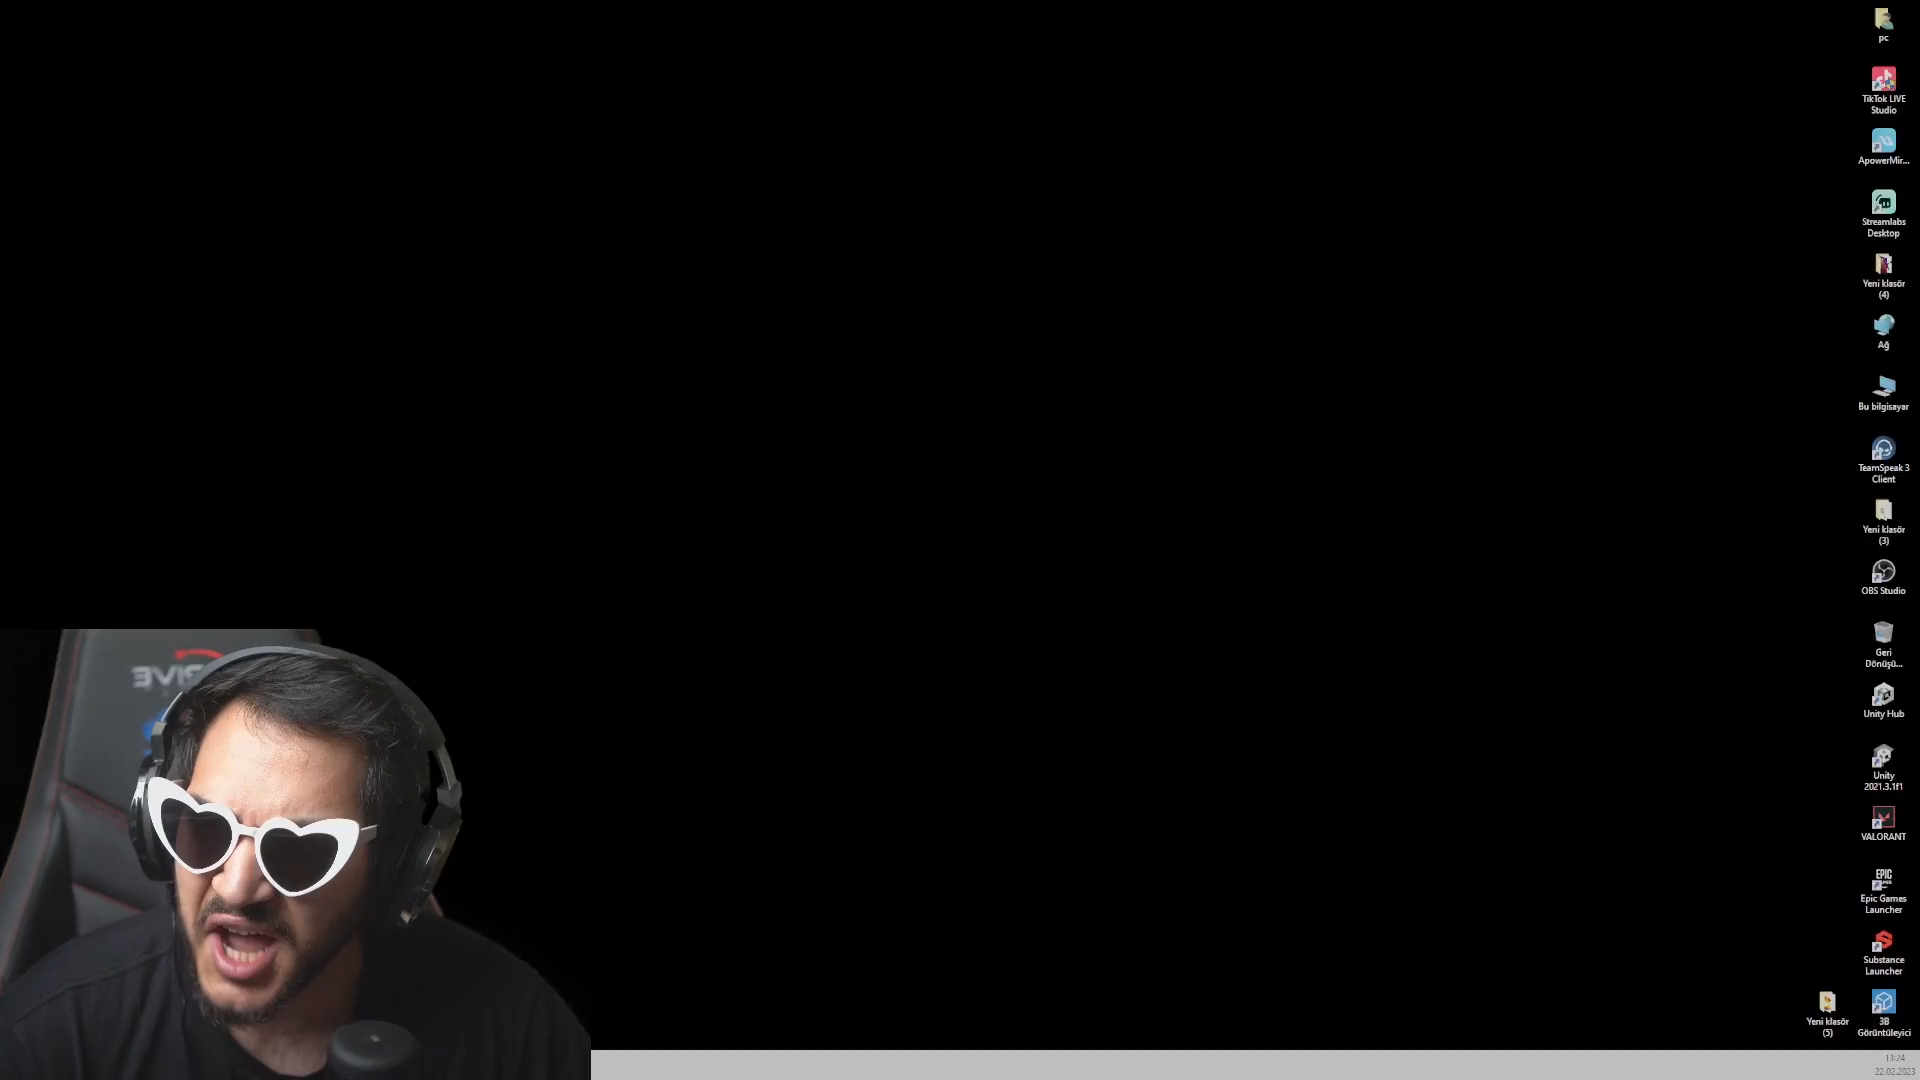 pc
TikTok LIVE
Studio
ApowerMir...
Streamlabs
Desktop
Yeni klasör
(4)
Ağ
Bu bilgisayar
TeamSpeak 3
Client
Yeni klasör
(3)
OBS Studio
Geri
Dönüşü...
Unity Hub
Unity
2021.3.1f1
VALORANT
EPIC
Epic Games
Launcher
Substance
Launcher
Yeni klasör
(5)
3B
Görüntüleyici
13:24
22.02.2023